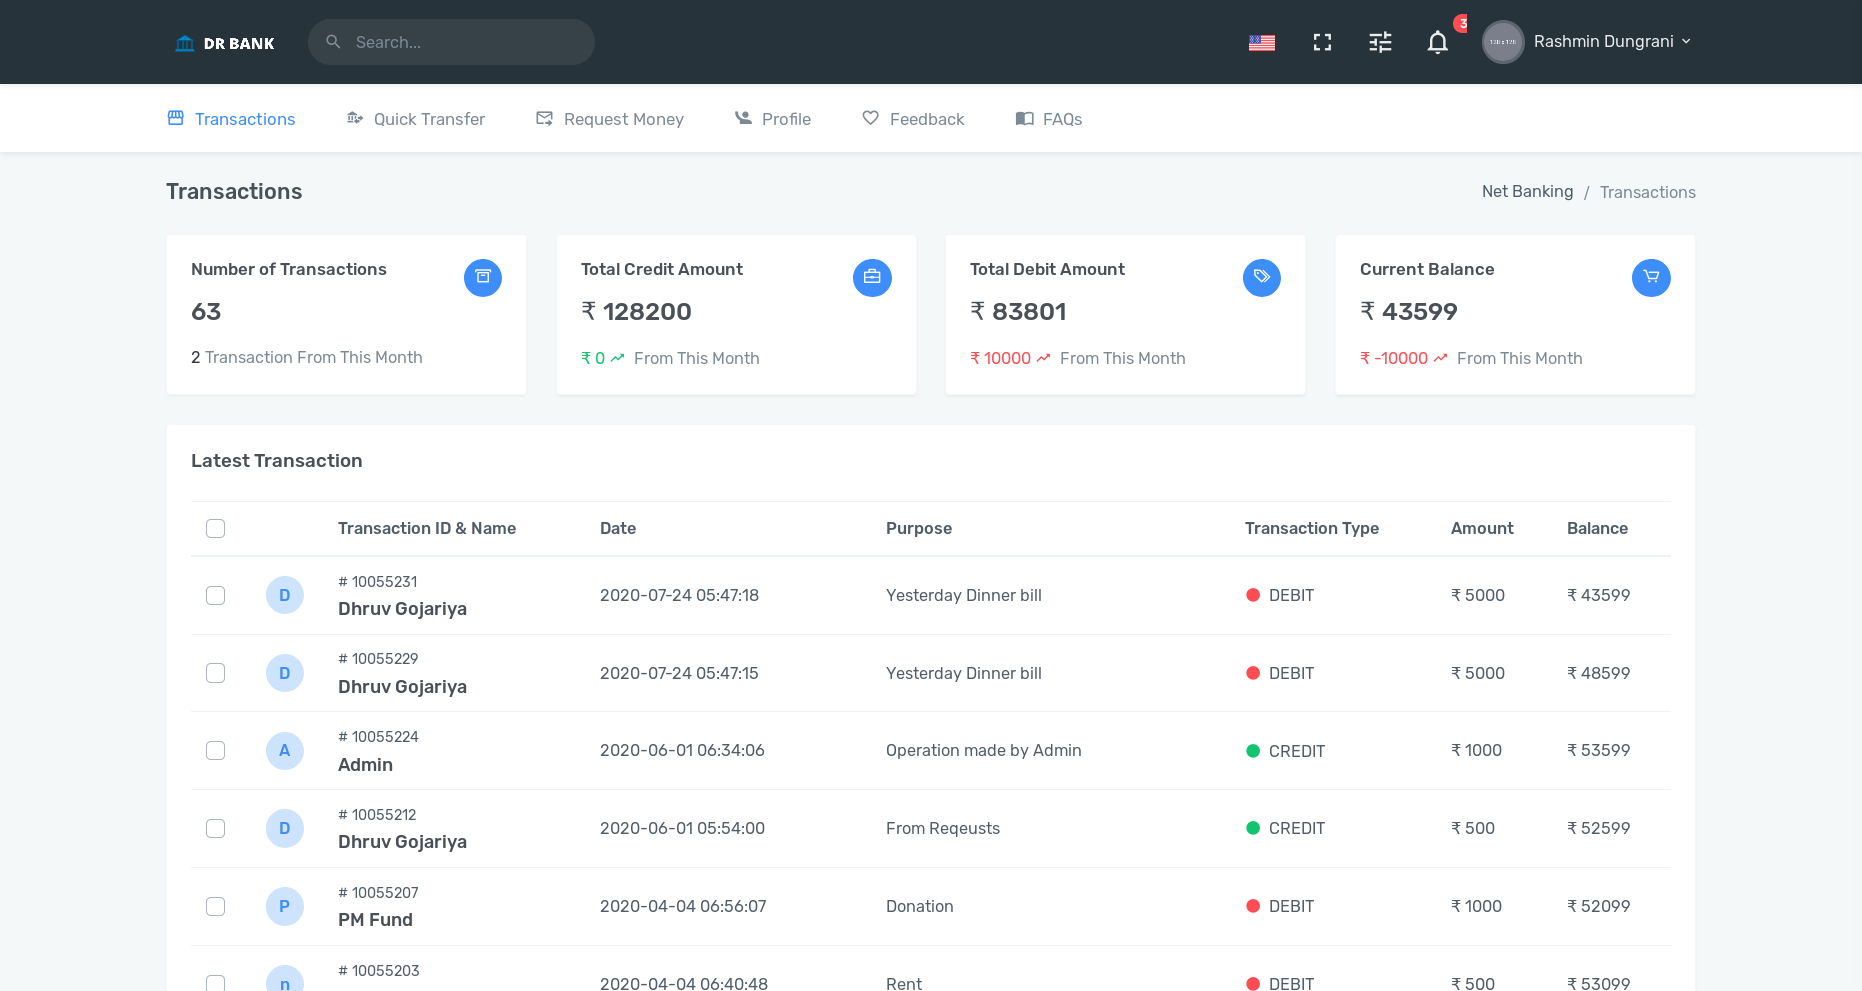 DR BANK
Search...
3
128 x 128
Rashmin Dungrani
Transactions
Quick Transfer
Request Money
Profile
Feedback
FAQs
Transactions
Net Banking / Transactions
Number of Transactions
63
2 Transaction From This Month
Total Credit Amount
₹ 128200
₹ 0 From This Month
Total Debit Amount
₹ 83801
₹ 10000 From This Month
Current Balance
₹ 43599
₹ -10000 From This Month
Latest Transaction
Transaction ID & Name Date Purpose Transaction Type Amount Balance
# 10055231
D Dhruv Gojariya 2020-07-24 05:47:18 Yesterday Dinner bill DEBIT ₹ 5000 ₹ 43599
# 10055229
D Dhruv Gojariya 2020-07-24 05:47:15 Yesterday Dinner bill DEBIT ₹ 5000 ₹ 48599
# 10055224
A Admin 2020-06-01 06:34:06 Operation made by Admin CREDIT ₹ 1000 ₹ 53599
# 10055212
D Dhruv Gojariya 2020-06-01 05:54:00 From Reqeusts CREDIT ₹ 500 ₹ 52599
# 10055207
P PM Fund 2020-04-04 06:56:07 Donation DEBIT ₹ 1000 ₹ 52099
# 10055203
n 2020-04-04 06:40:48 Rent DEBIT ₹ 500 ₹ 53099